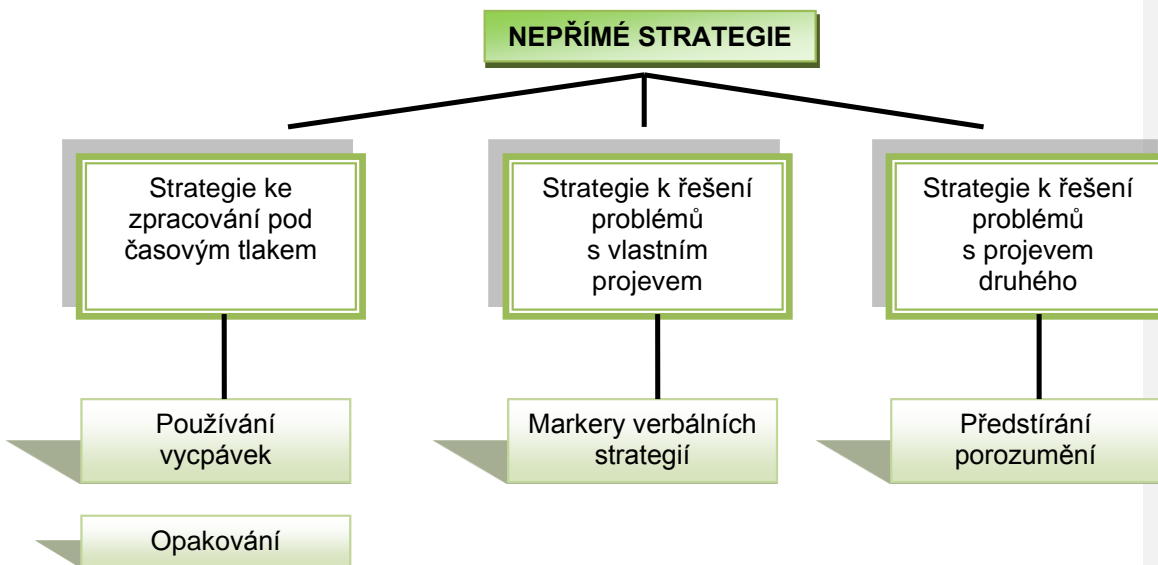 NEPŘÍMÉ STRATEGIE
Strategie ke
zpracování pod
časovým tlakem
Strategie k řešení
problémů
s vlastním
projevem
Strategie k řešení
problémů
s projevem
druhého
Používání
vycpávek
Markery verbálních
strategií
Předstírání
porozumění
Opakování